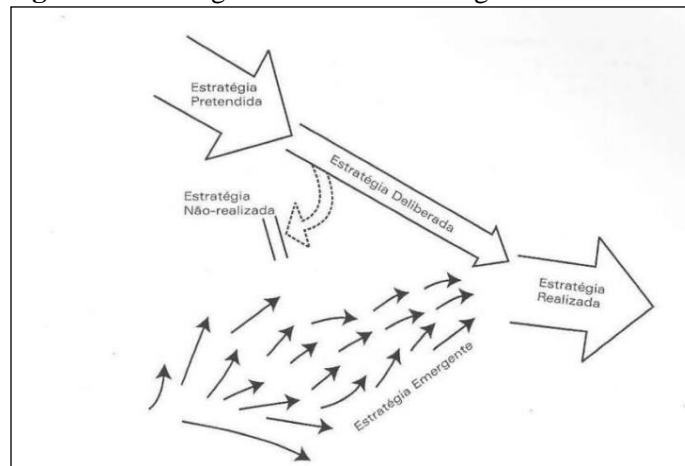 Estratégia
Pretendida
Estratégia Deliberada
Estratégia
Não-realizada
Estratégia
Realizada
Estratégia Emergente